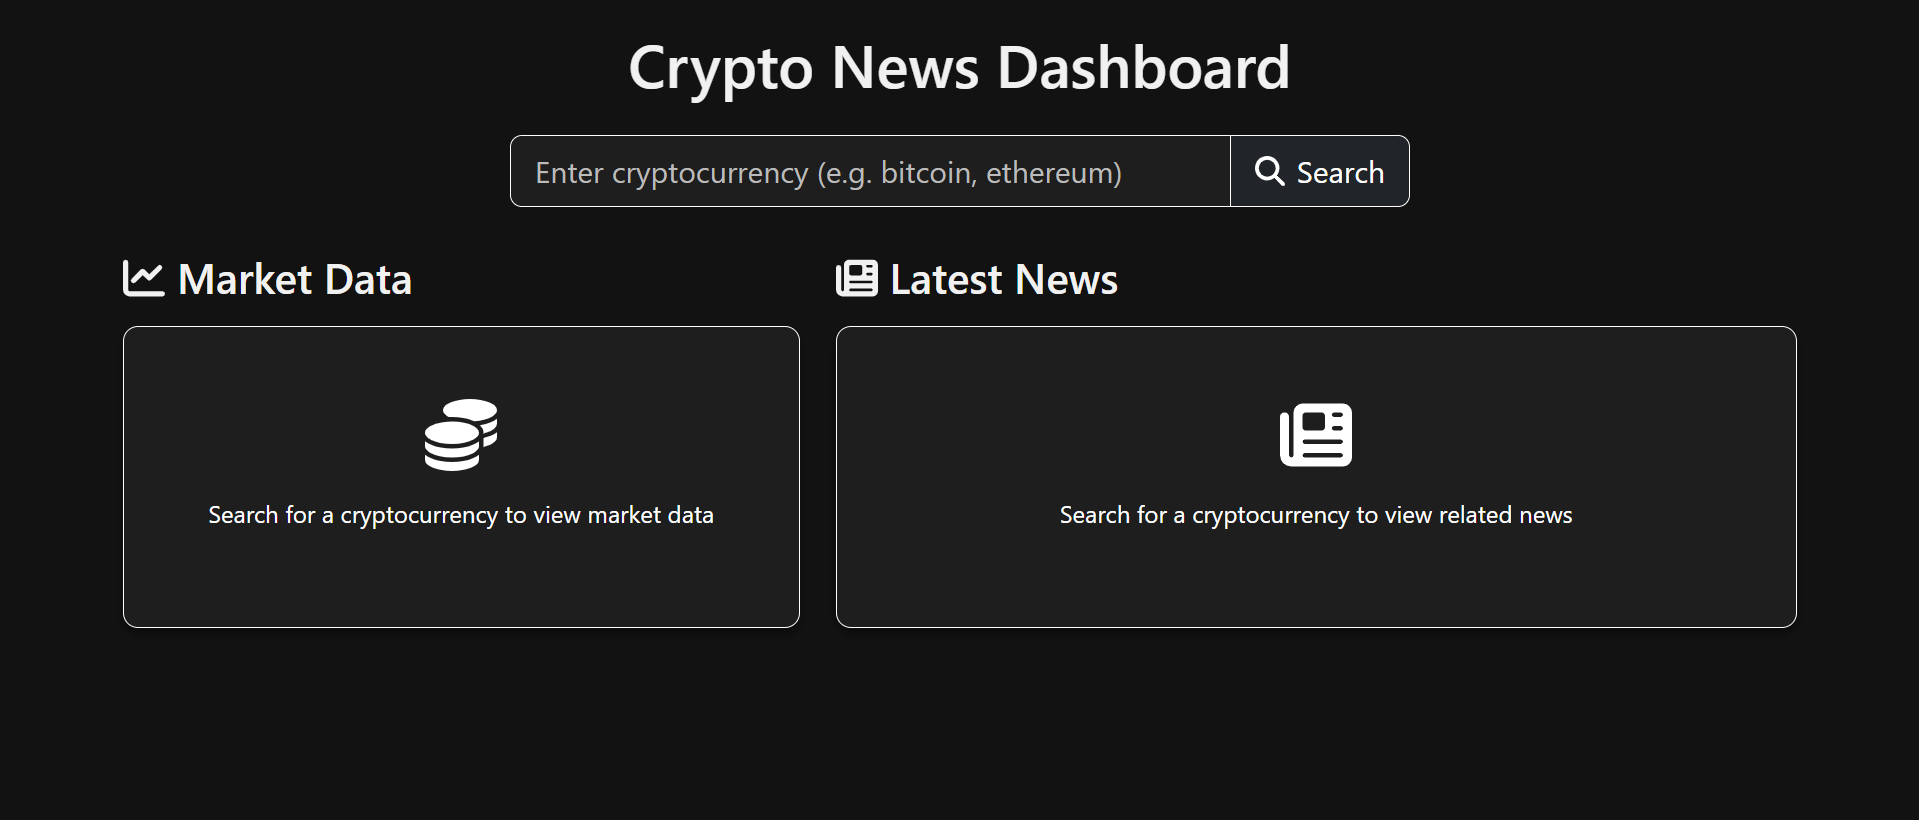 Crypto News Dashboard
Enter cryptocurrency (e.g. bitcoin, ethereum)
Search
Market Data
Latest News
Search for a cryptocurrency to view market data
Search for a cryptocurrency to view related news